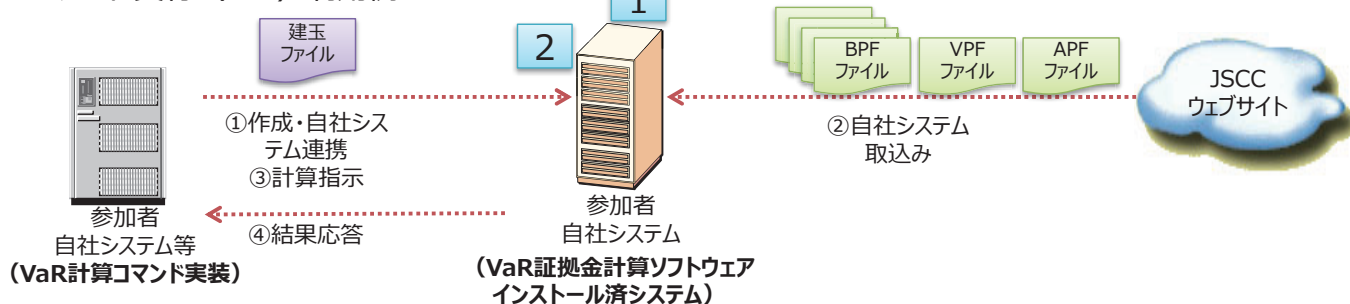 1
2
建玉
ファイル
BPF
ファイル
VPF
ファイル
APF
ファイル
JSCC
ウェブサイト
①作成・自社シス
テム連携
③計算指示
②自社システム
取込み
④結果応答
参加者
自社システム等
(VaR計算コマンド実装)
参加者
自社システム
(VaR証拠金計算ソフトウェア
インストール済システム)